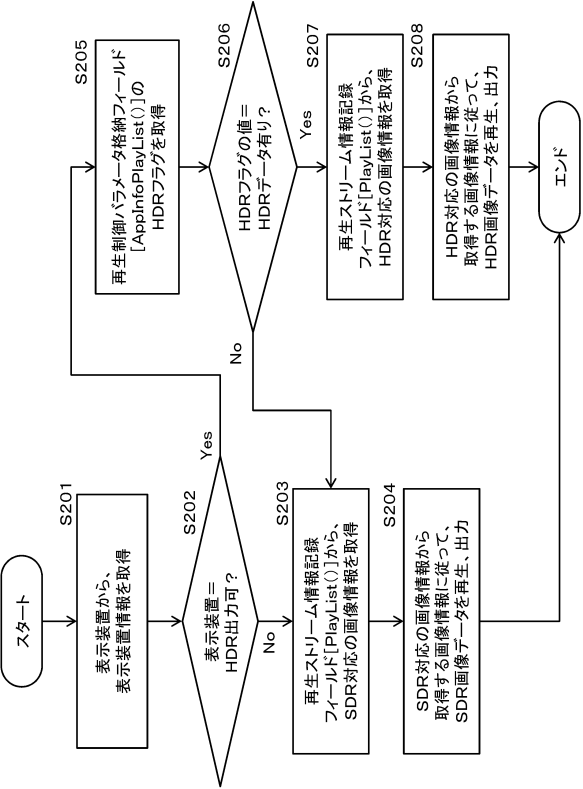 スタート
S201
表示装置から、
表示装置情報を取得
S202
表示装置＝
HDR出力可？
Yes
No
S203
再生ストリーム情報記録
フィールド[PlayList()]から、
SDR対応の画像情報を取得
S204
SDR対応の画像情報から
取得する画像情報に従って、
SDR画像データを再生、出力
S205
再生制御パラメータ格納フィールド
[AppInfoPlayList()]の
HDRフラグを取得
S206
HDRフラグの値＝
HDRデータ有り？
No
Yes
S207
再生ストリーム情報記録
フィールド[PlayList()]から、
HDR対応の画像情報を取得
S208
HDR対応の画像情報から
取得する画像情報に従って、
HDR画像データを再生、出力
エンド